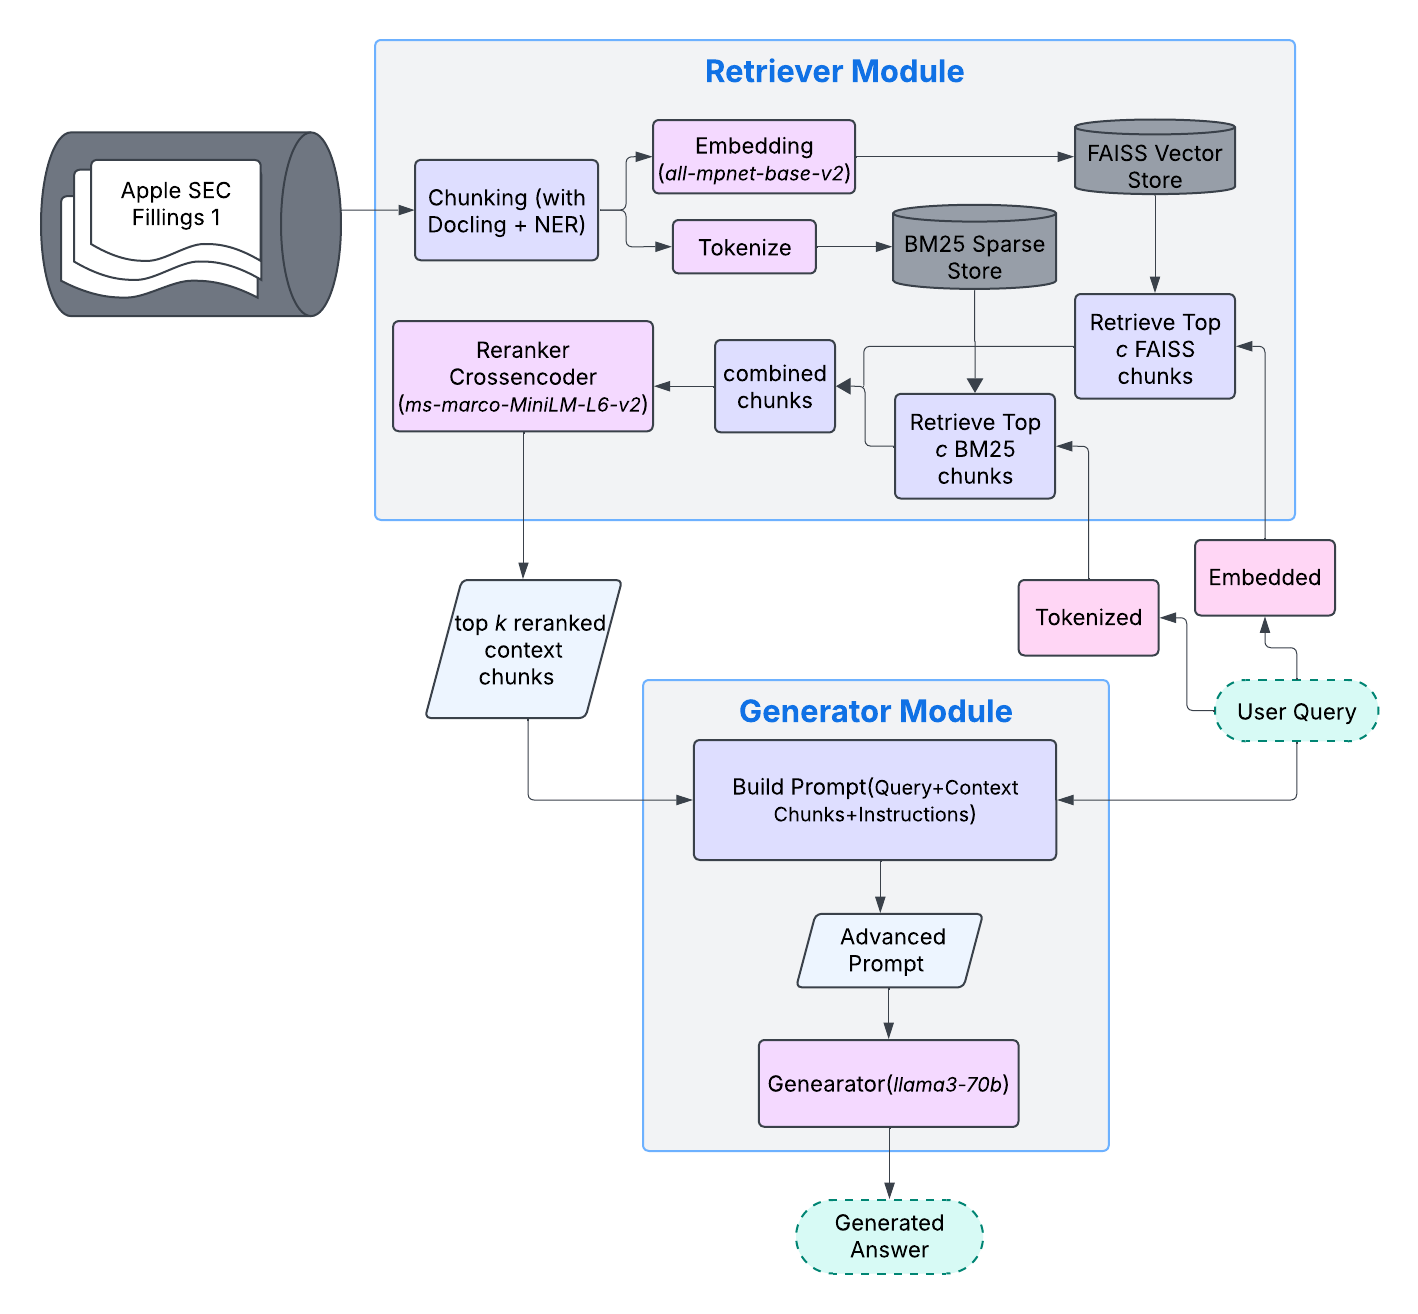 Retriever Module
Apple SEC
Fillings 1
Chunking (with
Docling + NER)
Embedding
(all-mpnet-base-v2)
FAISS Vector
Store
Tokenize
BM25 Sparse
Store
Retrieve Top
c FAISS
chunks
Reranker
Crossencoder
(ms-marco-MiniLM-L6-v2)
combined
chunks
Retrieve Top
c BM25
chunks
Embedded
Tokenized
top k reranked
context
chunks
User Query
Generator Module
Build Prompt(Query+Context
Chunks+Instructions)
Advanced
Prompt
Genearator(llama3-70b)
Generated
Answer